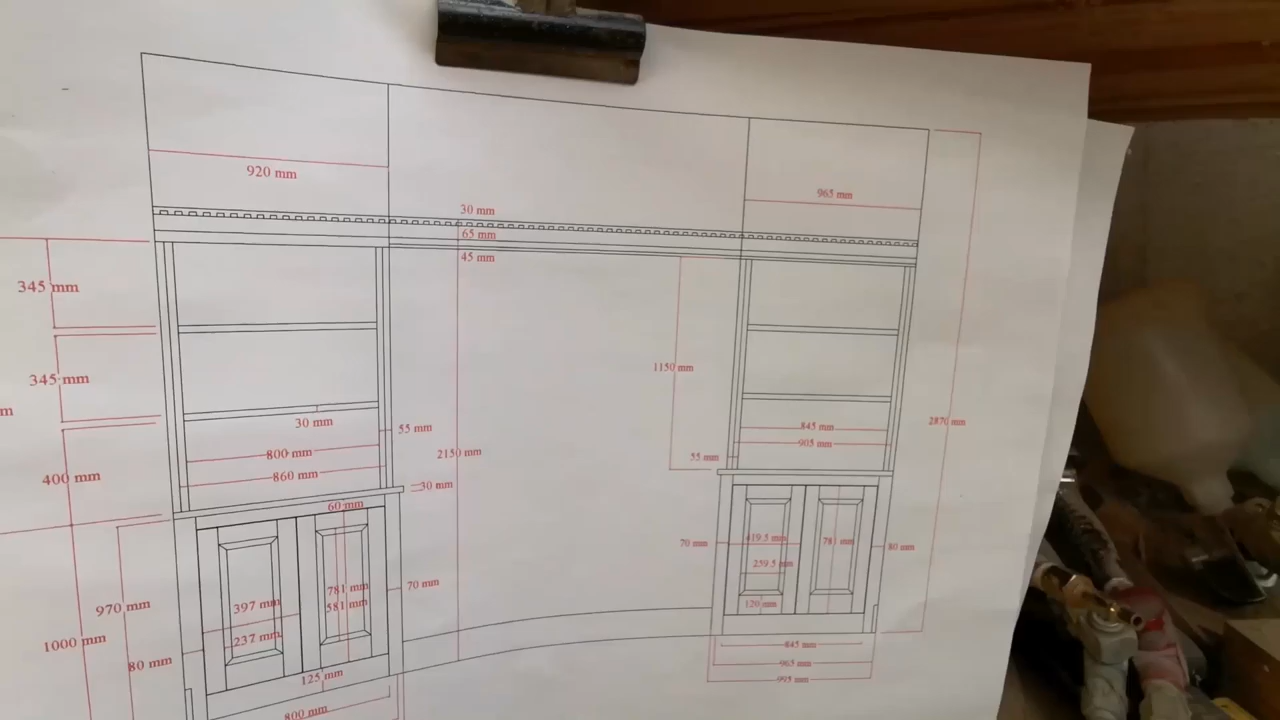 920 mm
965 mm
30 mm
65 mm
45 mm
345 mm
1150 mm
345 mm
m
30 mm
55 mm
2870 mm
845 mm
905 mm
800 mm
2150 mm
55 mm
400 mm
860 mm
30 mm
60 mm
419.5 mm
781 mm
70 mm
80 mm
259.5 mm
781 mm
70 mm
970 mm
397 mm
581 mm
120 mm
1000 mm
237 mm
845 mm
80 mm
125 mm
965 mm
995 mm
800 mm